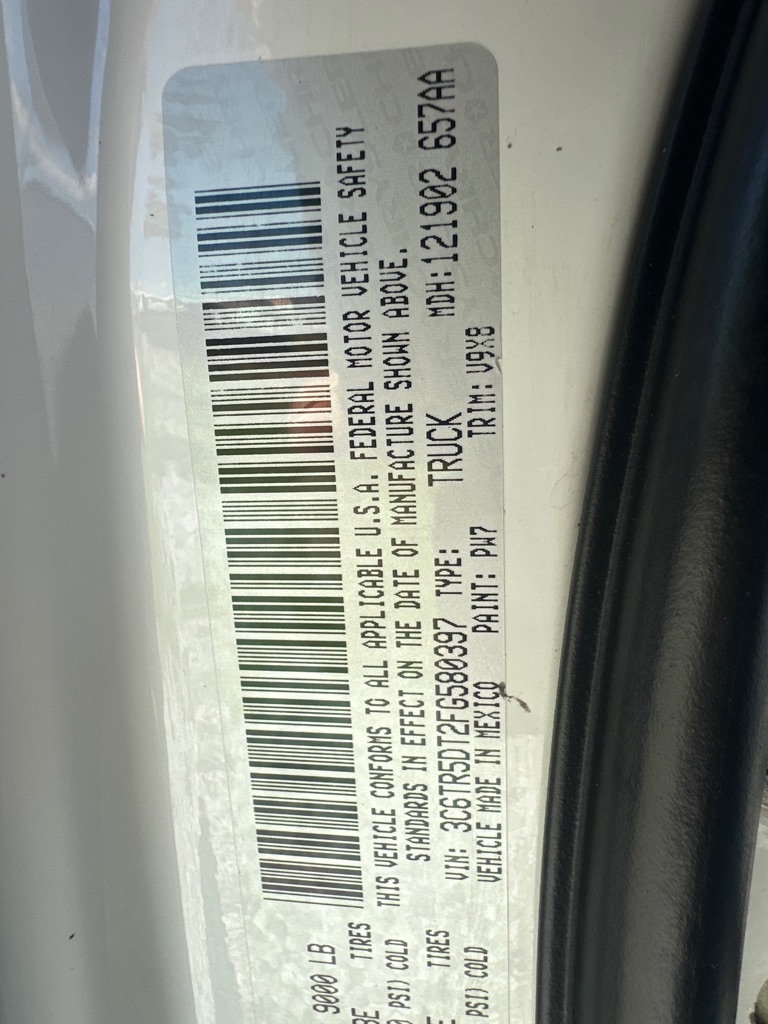 9000 LB
TIRES
PSI) COLD
THIS VEHICLE CONFORMS TO ALL APPLICABLE U.S.A. FEDERAL MOTOR VEHICLE SAFETY
STANDARDS IN EFFECT ON THE DATE OF MANUFACTURE SHOWN ABOVE.
TIRES
VIN: 3C6TR5DT2FG580397 TYPE: TRUCK MDH:121902 657AA
PSI) COLD
VEHICLE MADE IN MEXICO PAINT: PW7 TRIM: V9X8